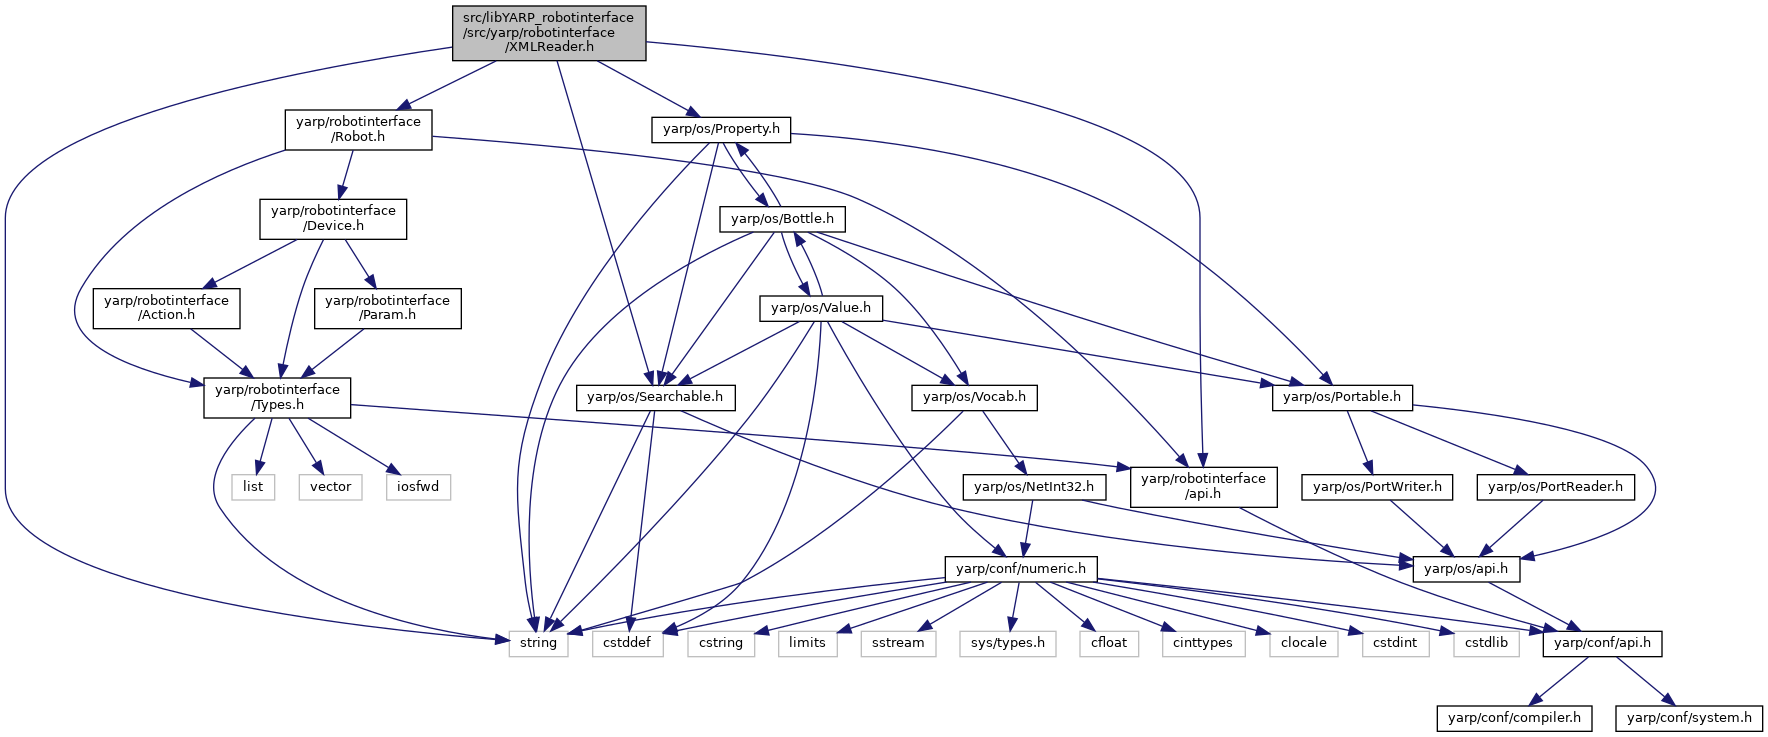 src/libYARP_robotinterface
/src/yarp/robotinterface
/XMLReader.h
yarp/robotinterface
/Robot.h
yarp/os/Property.h
yarp/robotinterface
/Device.h
yarp/os/Bottle.h
yarp/robotinterface
/Action.h
yarp/robotinterface
/Param.h
yarp/os/Value.h
yarp/robotinterface
/Types.h
yarp/os/Searchable.h
yarp/os/Vocab.h
yarp/os/Portable.h
list
vector
iosfwd
yarp/os/NetInt32.h
yarp/robotinterface
/api.h
yarp/os/PortWriter.h
yarp/os/PortReader.h
yarp/conf/numeric.h
yarp/os/api.h
string
cstddef
cstring
limits
sstream
sys/types.h
cfloat
cinttypes
clocale
cstdint
cstdlib
yarp/conf/api.h
yarp/conf/compiler.h
yarp/conf/system.h